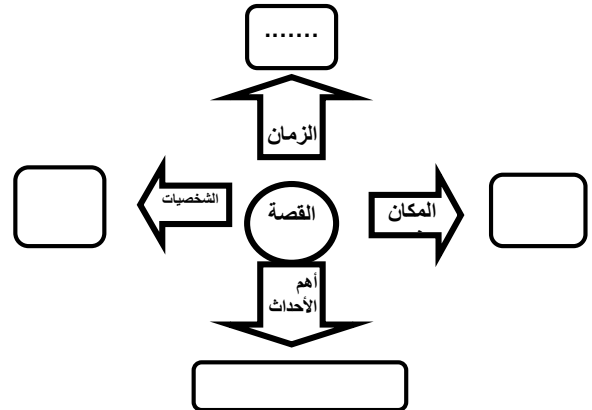 .......
الزمان
الشخصيات
القصة
المكان
أهم
الأحداث